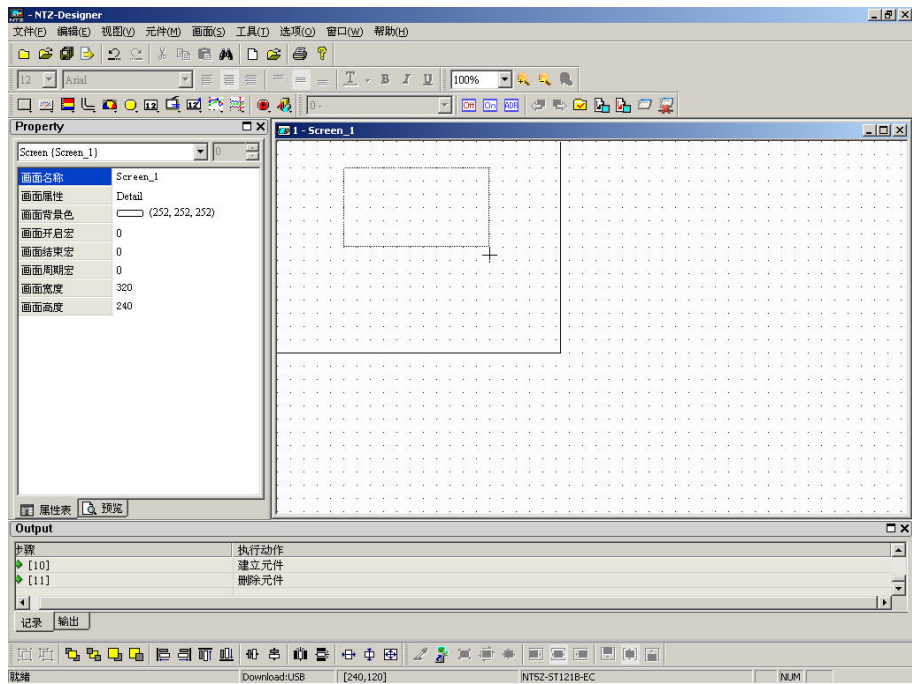 - NTZ-Designer
文件(F) 编辑(E) 视图(V) 元件(M) 画面(S) 工具(T) 选项(O) 窗口(W) 帮助(H)
12 Arial 100%
0 - Off On ADR
Property
1 - Screen_1
Screen {Screen_1} 0
画面名称 Screen_1
画面属性 Detail
画面背景色 (252, 252, 252)
画面开启宏 0
画面结束宏 0
画面周期宏 0
画面宽度 320
画面高度 240
属性表 预览
Output
步骤 执行动作
[10] 建立元件
[11] 删除元件
记录 输出
就绪 Download:USB [240,120] NT5Z-ST121B-EC NUM